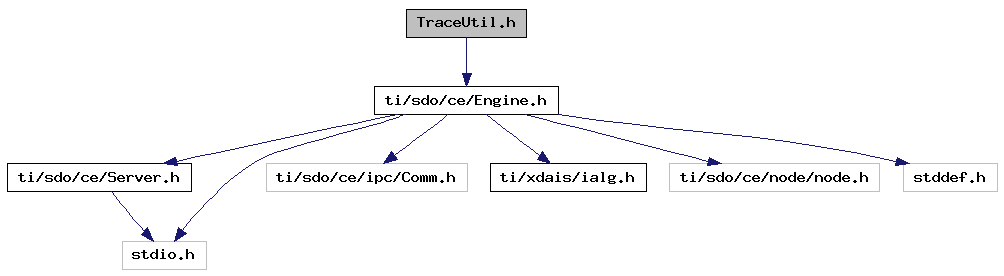 TraceUtil.h
ti/sdo/ce/Engine.h
ti/sdo/ce/Server.h
ti/sdo/ce/ipc/Comm.h
ti/xdais/ialg.h
ti/sdo/ce/node/node.h
stddef.h
stdio.h